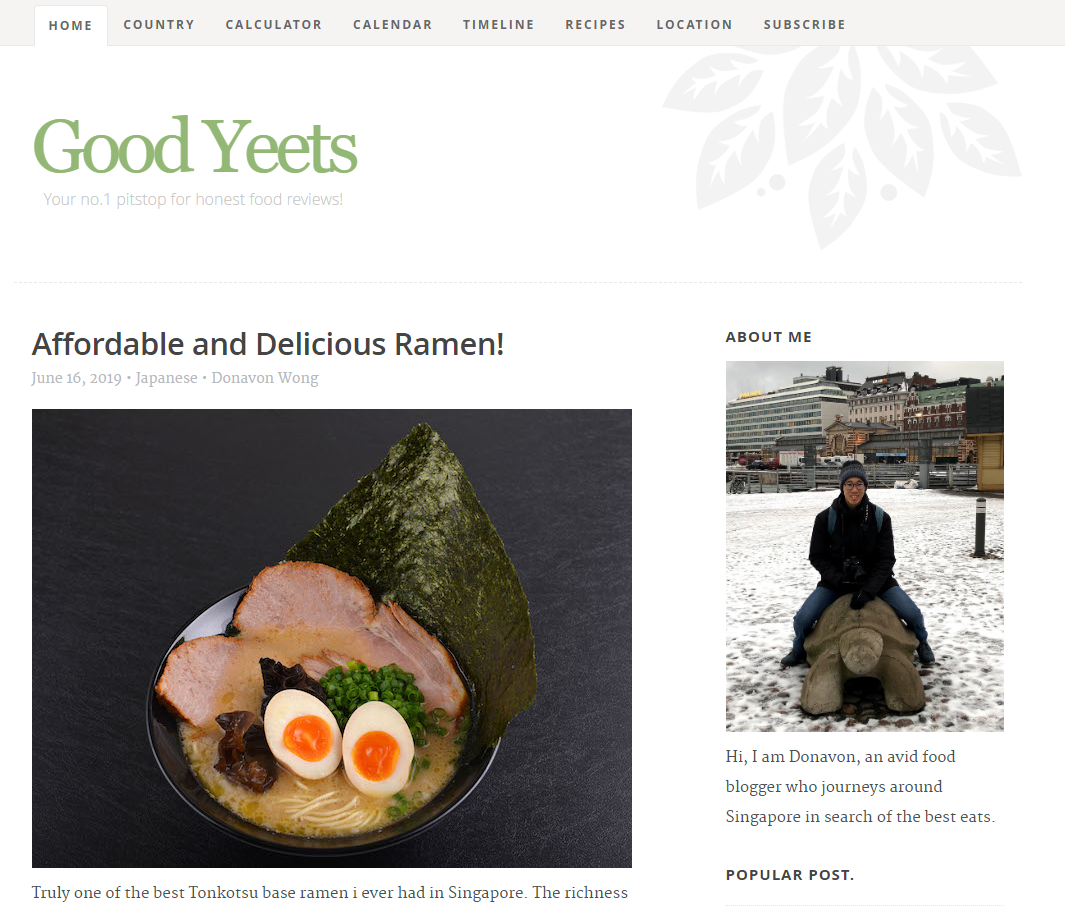 HOME COUNTRY CALCULATOR CALENDAR TIMELINE RECIPES LOCATION SUBSCRIBE
Good Yeets
Your no.1 pitstop for honest food reviews!
Affordable and Delicious Ramen!
June 16, 2019 • Japanese • Donavon Wong
Truly one of the best Tonkotsu base ramen i ever had in Singapore. The richness
ABOUT ME
Hi, I am Donavon, an avid food
blogger who journeys around
Singapore in search of the best eats.
POPULAR POST.